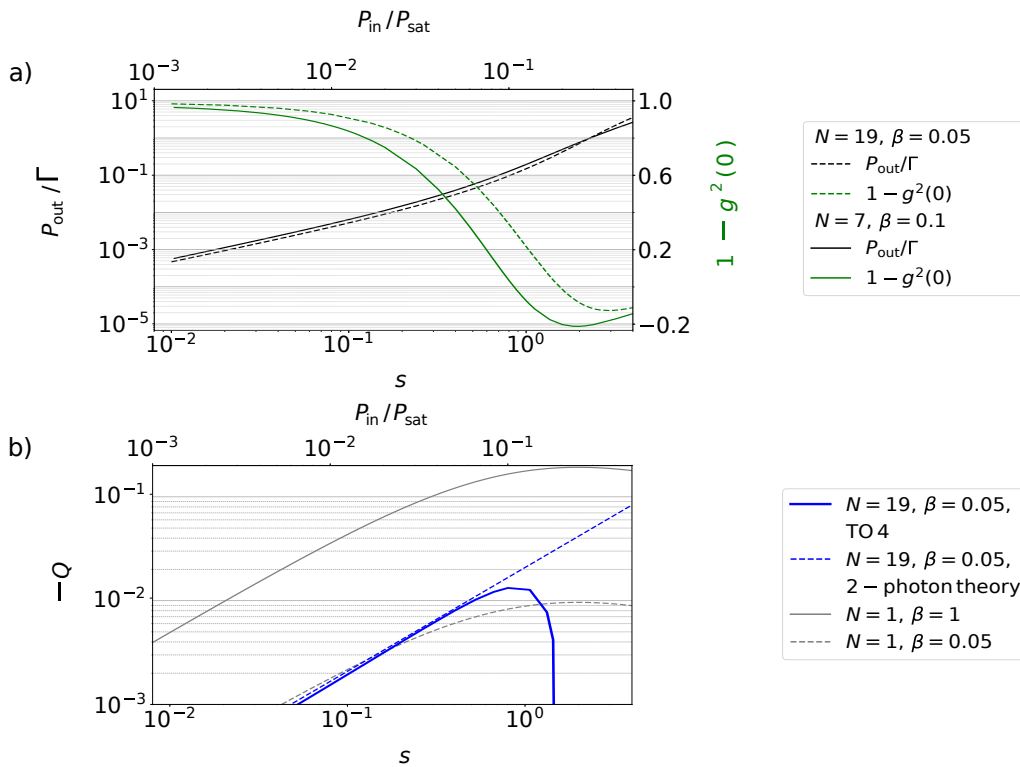 P_in / P_sat
a)
10^−3 10^−2 10^−1
P_out / Γ
10^1
10^−1
10^−3
10^−5
1.0
0.6
0.2
−0.2
1 − g^2(0)
10^−2 10^−1 10^0
s
N = 19, β = 0.05
P_out/Γ
1 − g^2(0)
N = 7, β = 0.1
P_out/Γ
1 − g^2(0)
P_in / P_sat
b)
10^−3 10^−2 10^−1
−Q
10^−1
10^−2
10^−3
10^−2 10^−1 10^0
s
N = 19, β = 0.05,
TO 4
N = 19, β = 0.05,
2 − photon theory
N = 1, β = 1
N = 1, β = 0.05